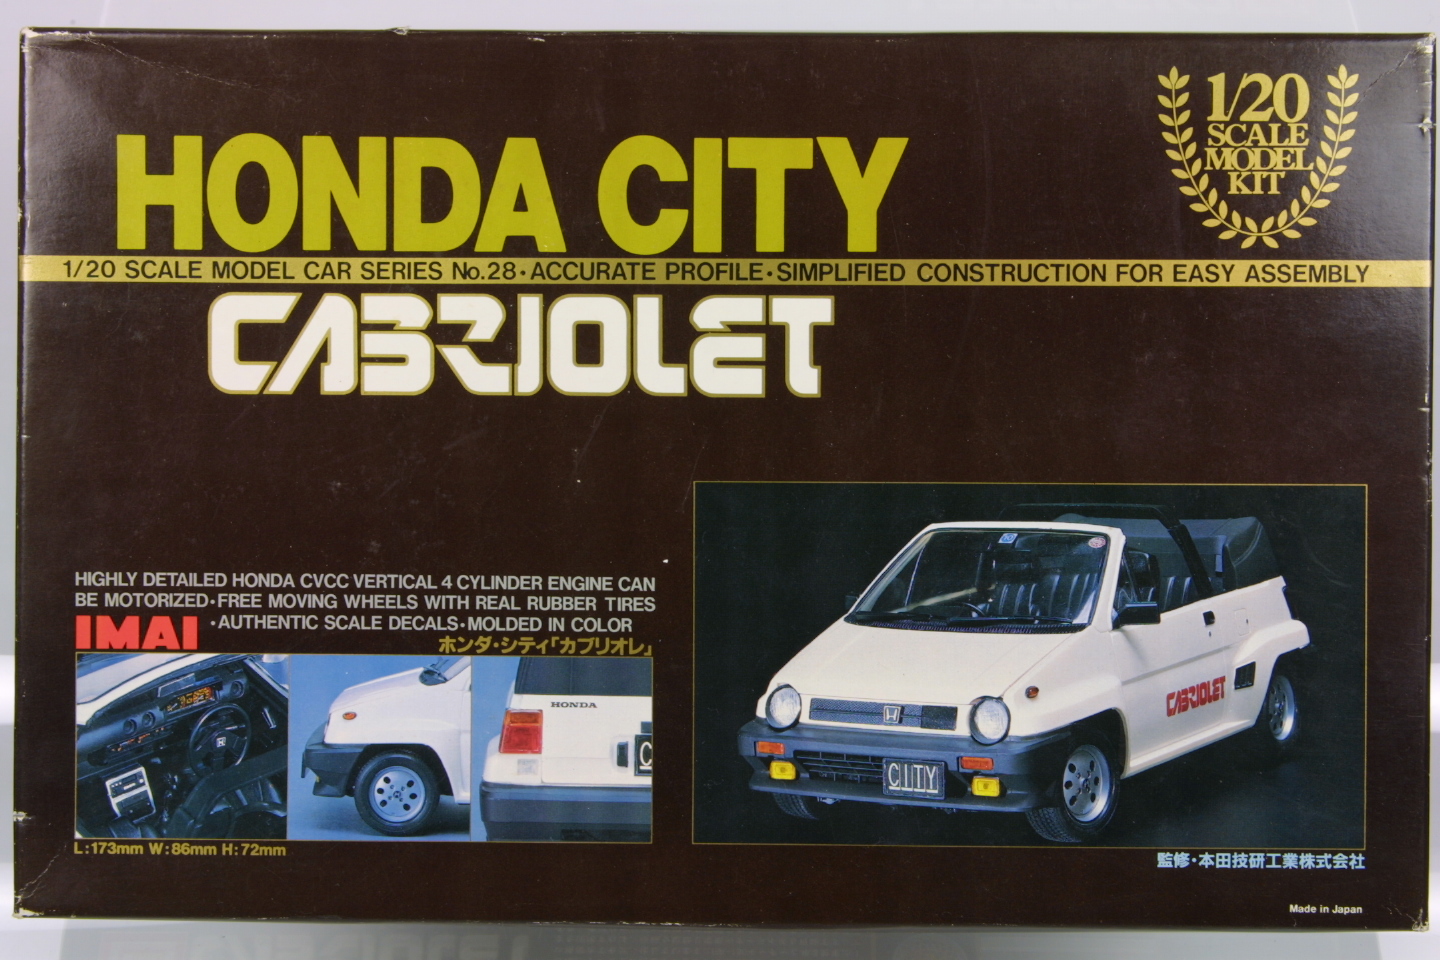 1/20
SCALE
MODEL
KIT
HONDA CITY
1/20 SCALE MODEL CAR SERIES No.28・ACCURATE PROFILE・SIMPLIFIED CONSTRUCTION FOR EASY ASSEMBLY
CABRIOLET
HIGHLY DETAILED HONDA CVCC VERTICAL 4 CYLINDER ENGINE CAN
BE MOTORIZED・FREE MOVING WHEELS WITH REAL RUBBER TIRES
・AUTHENTIC SCALE DECALS・MOLDED IN COLOR
IMAI
ホンダ・シティ「カブリオレ」
HONDA
C
CABRIOLET
CITY
L:173mm W:86mm H:72mm
監修・本田技研工業株式会社
Made in Japan